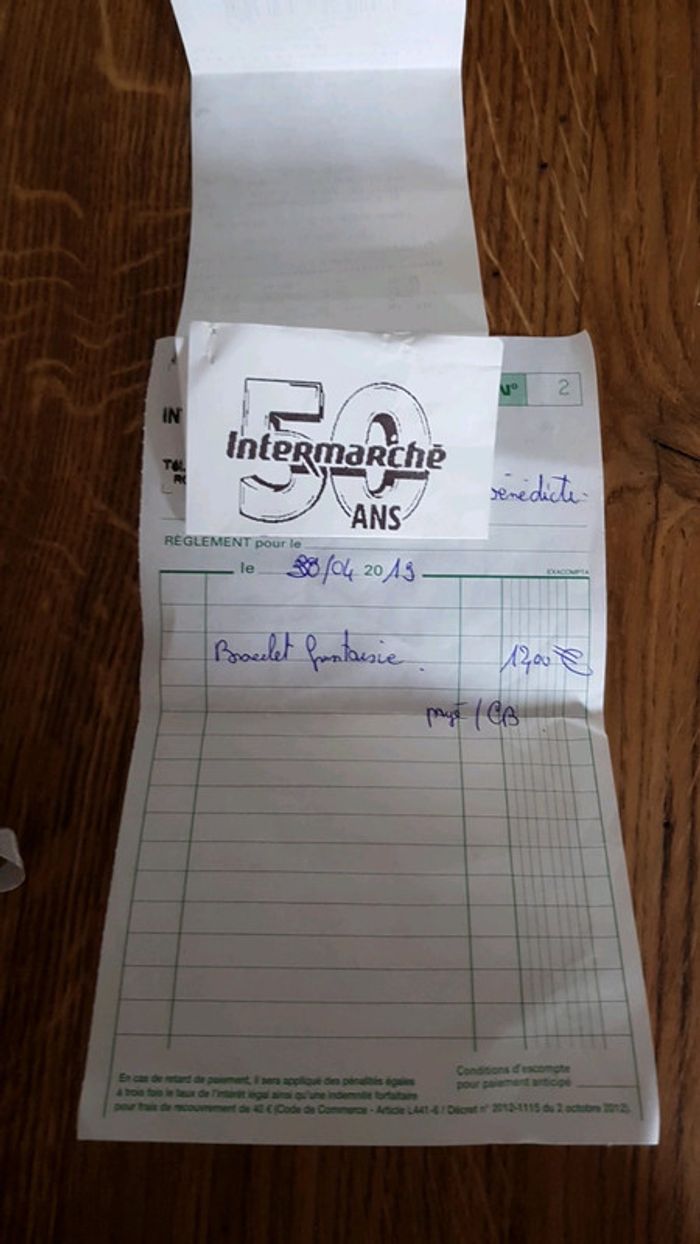 N° 2
50
IN
Intermarché
Tél.
ANS
RÈGLEMENT pour le
le /04 2019
EXACOMPTA
Bracelet fantaisie. 12,00 €
payé / CB
Conditions d'escompte
pour paiement anticipé
En cas de retard de paiement, il sera appliqué des pénalités égales
à trois fois le taux de l'intérêt légal ainsi qu'une indemnité forfaitaire
pour frais de recouvrement de 40 € (Code de Commerce - Article L441-6 / Décret n° 2012-1115 du 2 octobre 2012).